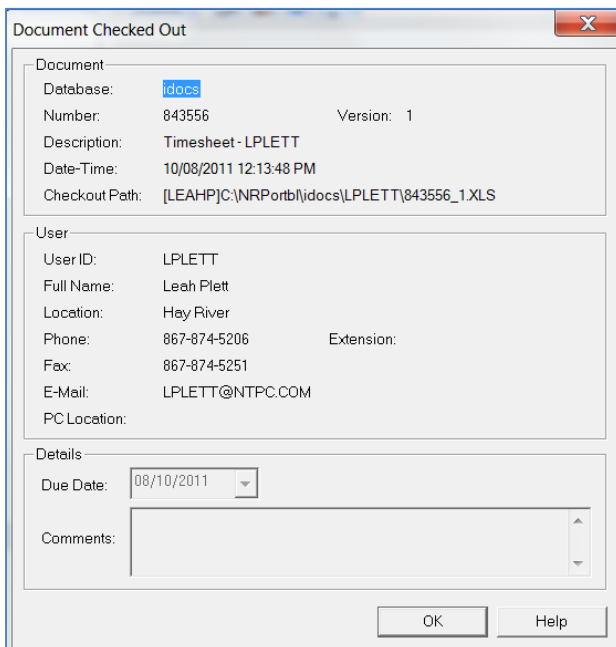 Document Checked Out
Document
Database: idocs
Number: 843556 Version: 1
Description: Timesheet - LPLETT
Date-Time: 10/08/2011 12:13:48 PM
Checkout Path: [LEAHP]C:\NRPortbl\idocs\LPLETT\843556_1.XLS
User
User ID: LPLETT
Full Name: Leah Plett
Location: Hay River
Phone: 867-874-5206 Extension:
Fax: 867-874-5251
E-Mail: LPLETT@NTPC.COM
PC Location:
Details
Due Date: 08/10/2011
Comments:
OK Help